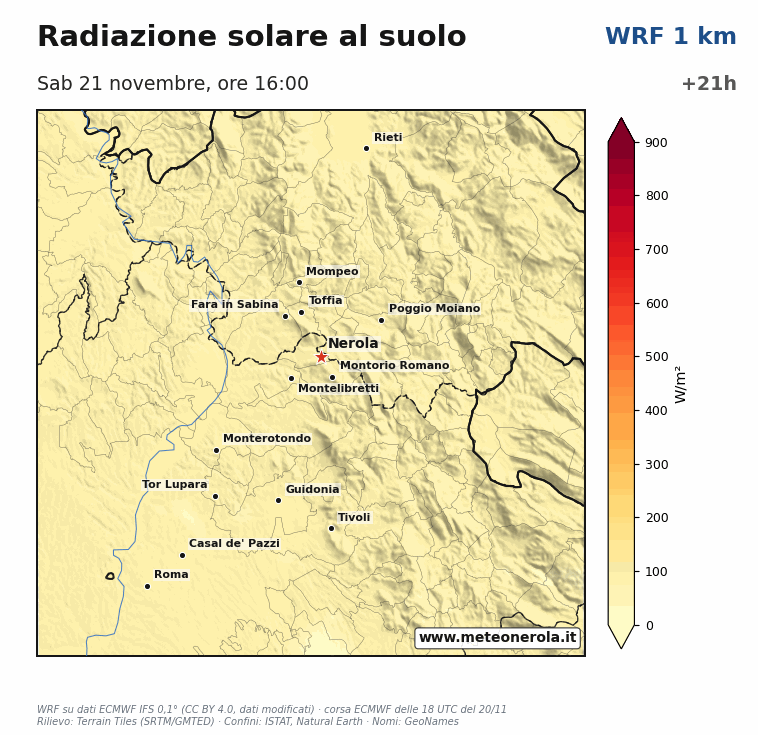 Radiazione solare al suolo
WRF 1 km
Sab 21 novembre, ore 16:00
+21h
Rieti
Mompeo
Toffia
Fara in Sabina
Poggio Moiano
Nerola
Montorio Romano
Montelibretti
Monterotondo
Tor Lupara
Guidonia
Tivoli
Casal de' Pazzi
Roma
www.meteonerola.it
900
800
700
600
500
400
300
200
100
0
W/m²
WRF su dati ECMWF IFS 0,1° (CC BY 4.0, dati modificati) · corsa ECMWF delle 18 UTC del 20/11
Rilievo: Terrain Tiles (SRTM/GMTED) · Confini: ISTAT, Natural Earth · Nomi: GeoNames